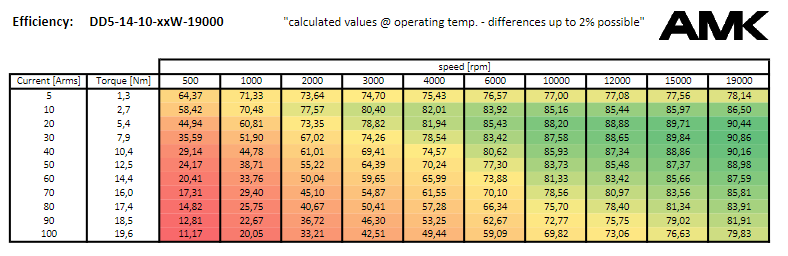 Efficiency: DD5-14-10-xxW-19000 "calculated values @ operating temp. - differences up to 2% possible" AMK
speed [rpm]
Current [Arms] Torque [Nm] 500 1000 2000 3000 4000 6000 10000 12000 15000 19000
5 1,3 64,37 71,33 73,64 74,70 75,43 76,57 77,00 77,08 77,56 78,14
10 2,7 58,42 70,48 77,57 80,40 82,01 83,92 85,16 85,44 85,97 86,50
20 5,4 44,94 60,81 73,35 78,82 81,94 85,43 88,20 88,88 89,71 90,44
30 7,9 35,59 51,90 67,02 74,26 78,54 83,42 87,58 88,65 89,84 90,86
40 10,4 29,14 44,78 61,01 69,41 74,57 80,62 85,93 87,34 88,86 90,16
50 12,5 24,17 38,71 55,22 64,39 70,24 77,30 83,73 85,48 87,37 88,98
60 14,4 20,41 33,76 50,04 59,65 65,99 73,88 81,33 83,42 85,66 87,59
70 16,0 17,31 29,40 45,10 54,87 61,55 70,10 78,56 80,97 83,56 85,81
80 17,4 14,82 25,75 40,67 50,41 57,28 66,34 75,70 78,40 81,34 83,91
90 18,5 12,81 22,67 36,72 46,30 53,25 62,67 72,77 75,75 79,02 81,91
100 19,6 11,17 20,05 33,21 42,51 49,44 59,09 69,82 73,06 76,63 79,83